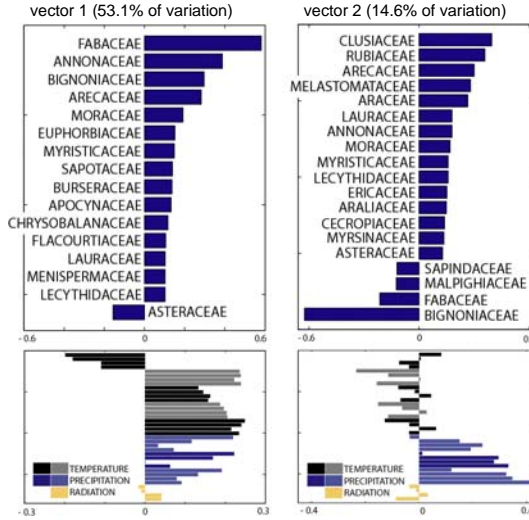 vector 1 (53.1% of variation)
FABACEAE
ANNONACEAE
BIGNONIACEAE
ARECACEAE
MORACEAE
EUPHORBIACEAE
MYRISTICACEAE
SAPOTACEAE
BURSERACEAE
APOCYNACEAE
CHRYSOBALANACEAE
FLACOURTIACEAE
LAURACEAE
MENISPERMACEAE
LECYTHIDACEAE
ASTERACEAE
-0.6 0 0.6
TEMPERATURE
PRECIPITATION
RADIATION
-0.3 0 0.3
vector 2 (14.6% of variation)
CLUSIACEAE
RUBIACEAE
ARECACEAE
MELASTOMATACEAE
ARACEAE
LAURACEAE
ANNONACEAE
MORACEAE
MYRISTICACEAE
LECYTHIDACEAE
ERICACEAE
ARALIACEAE
CECROPIACEAE
MYRSINACEAE
ASTERACEAE
SAPINDACEAE
MALPIGHIACEAE
FABACEAE
BIGNONIACEAE
-0.6 0
TEMPERATURE
PRECIPITATION
RADIATION
-0.4 0